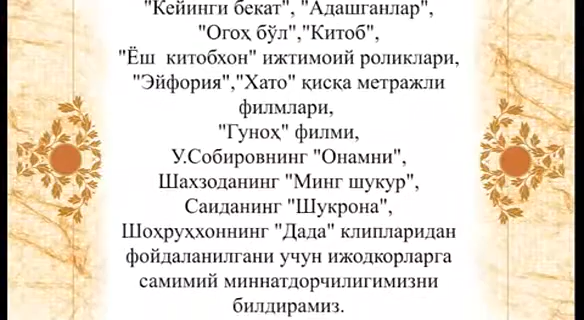 "Кейинги бекат", "Адашганлар",
"Огоҳ бўл","Китоб",
"Ёш китобхон" ижтимоий роликлари,
"Эйфория","Хато" қисқа метражли
филмлари,
"Гуноҳ" филми,
У.Собировнинг "Онамни",
Шахзоданинг "Минг шукур",
Саиданинг "Шукрона",
Шоҳруҳхоннинг "Дада" клипларидан
фойдаланилгани учун ижодкорларга
самимий миннатдорчилигимизни
билдирамиз.